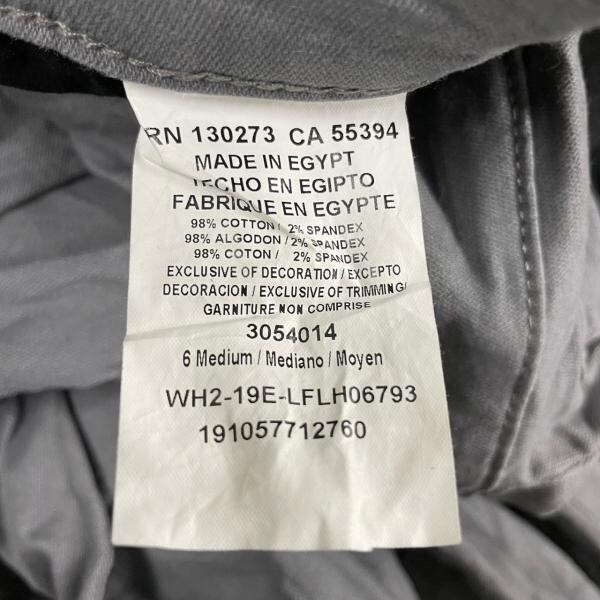 RN 130273 CA 55394
MADE IN EGYPT
HECHO EN EGIPTO
FABRIQUE EN EGYPTE
98% COTTON / 2% SPANDEX
98% ALGODON / 2% SPANDEX
98% COTON / 2% SPANDEX
EXCLUSIVE OF DECORATION / EXCEPTO
DECORACION / EXCLUSIVE OF TRIMMING/
GARNITURE NON COMPRISE
3054014
6 Medium / Mediano / Moyen
WH2-19E-LFLH06793
191057712760